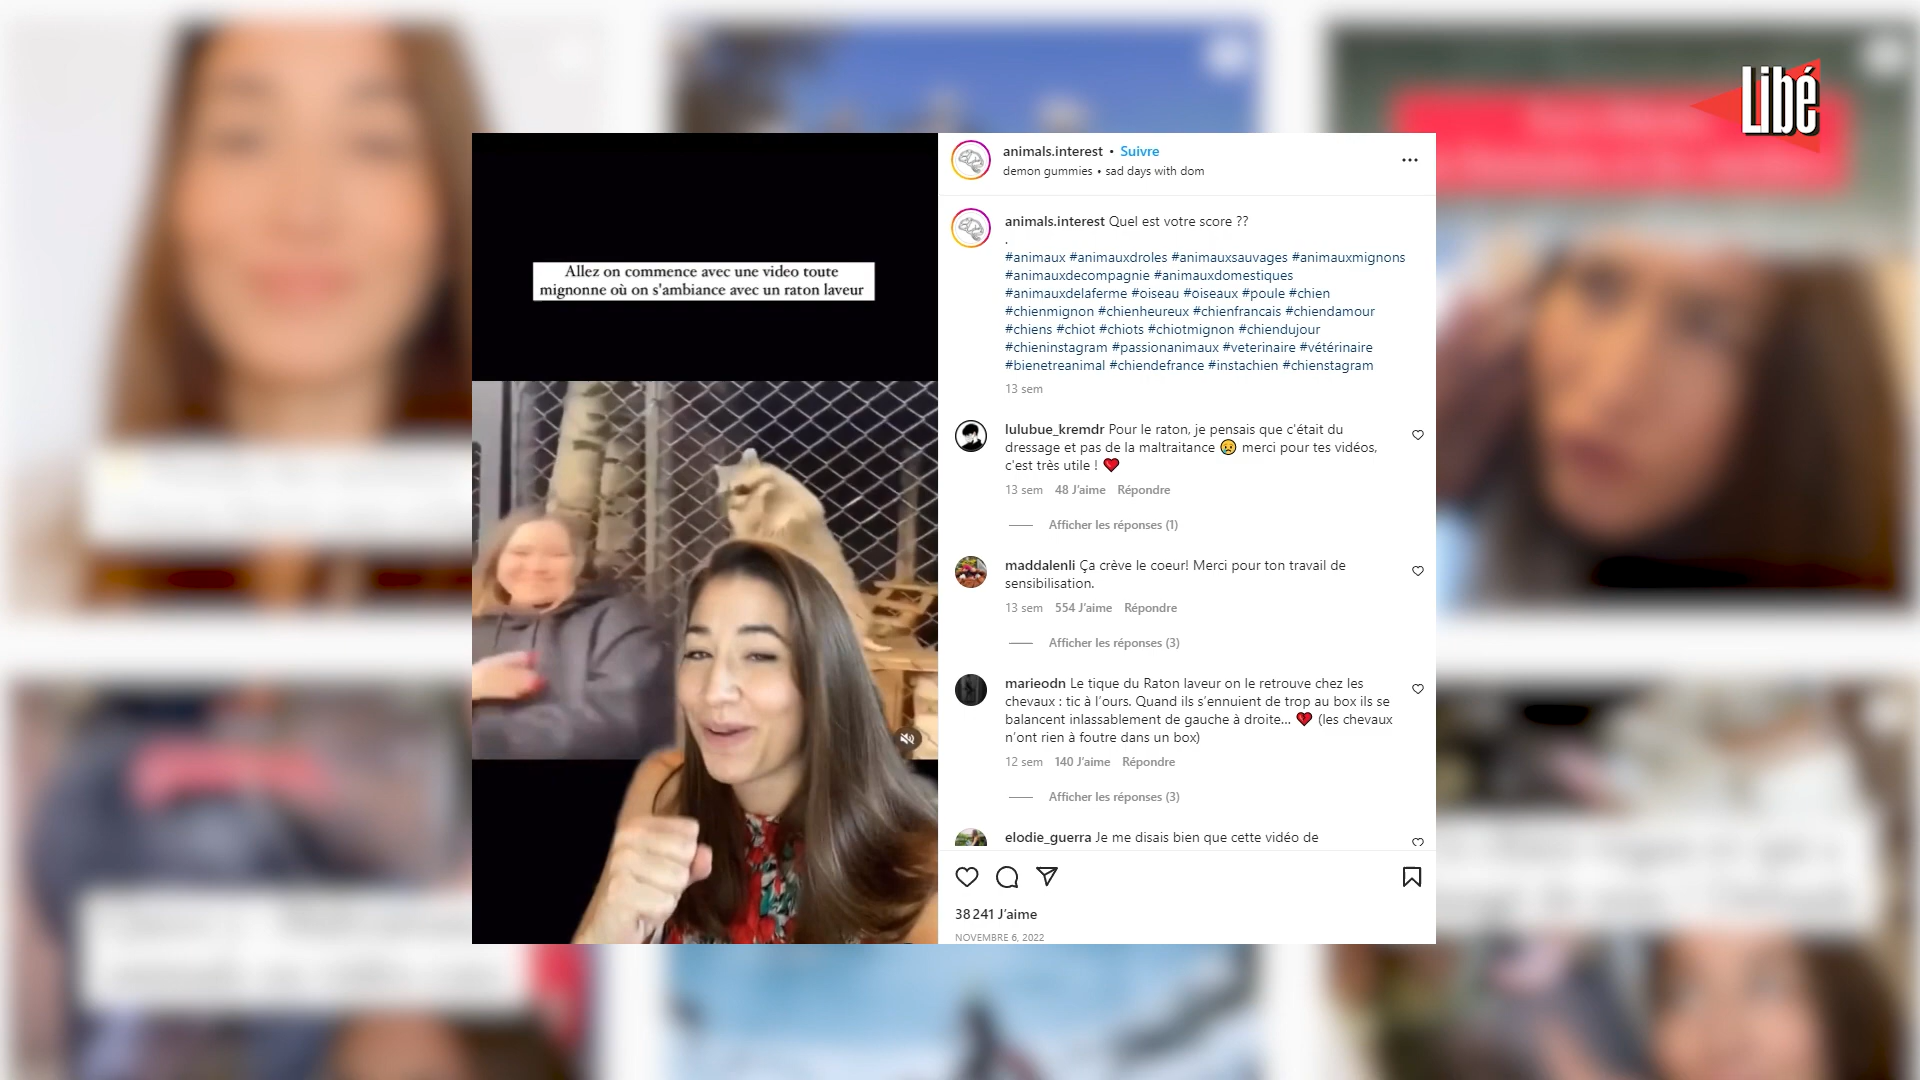 Libé
Allez on commence avec une video toute
mignonne où on s'ambiance avec un raton laveur
animals.interest • Suivre
demon gummies • sad days with dom
animals.interest Quel est votre score ??
.
#animaux #animauxdroles #animauxsauvages #animauxmignons
#animauxdecompagnie #animauxdomestiques
#animauxdelaferme #oiseau #oiseaux #poule #chien
#chienmignon #chienheureux #chienfrancais #chiendamour
#chiens #chiot #chiots #chiotmignon #chiendujour
#chieninstagram #passionanimaux #veterinaire #vétérinaire
#bienetreanimal #chiendefrance #instachien #chienstagram
13 sem
lulubue_kremdr Pour le raton, je pensais que c'était du
dressage et pas de la maltraitance 😢 merci pour tes vidéos,
c'est très utile ! ❤️
13 sem 48 J’aime Répondre
Afficher les réponses (1)
maddalenli Ça crève le coeur! Merci pour ton travail de
sensibilisation.
13 sem 554 J’aime Répondre
Afficher les réponses (3)
marieodn Le tique du Raton laveur on le retrouve chez les
chevaux : tic à l’ours. Quand ils s’ennuient de trop au box ils se
balancent inlassablement de gauche à droite... 💔 (les chevaux
n’ont rien à foutre dans un box)
12 sem 140 J’aime Répondre
Afficher les réponses (3)
elodie_guerra Je me disais bien que cette vidéo de
38 241 J’aime
NOVEMBRE 6, 2022